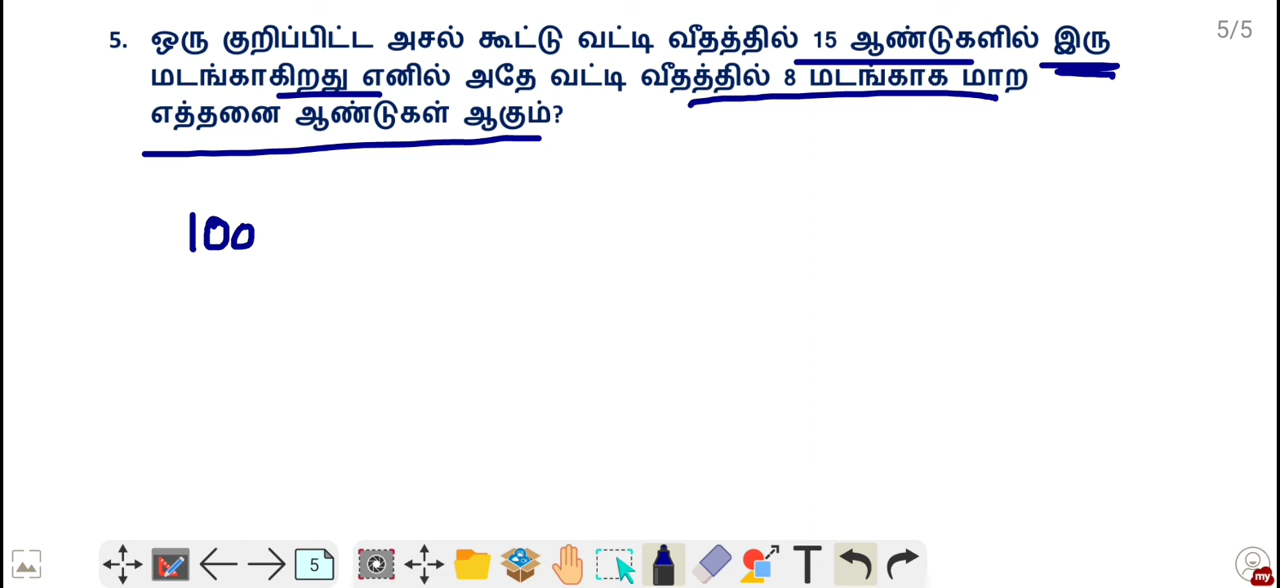 5/5
5. ஒரு குறிப்பிட்ட அசல் கூட்டு வட்டி வீதத்தில் 15 ஆண்டுகளில் இரு
மடங்காகிறது எனில் அதே வட்டி வீதத்தில் 8 மடங்காக மாற
எத்தனை ஆண்டுகள் ஆகும்?
100
5
T
my